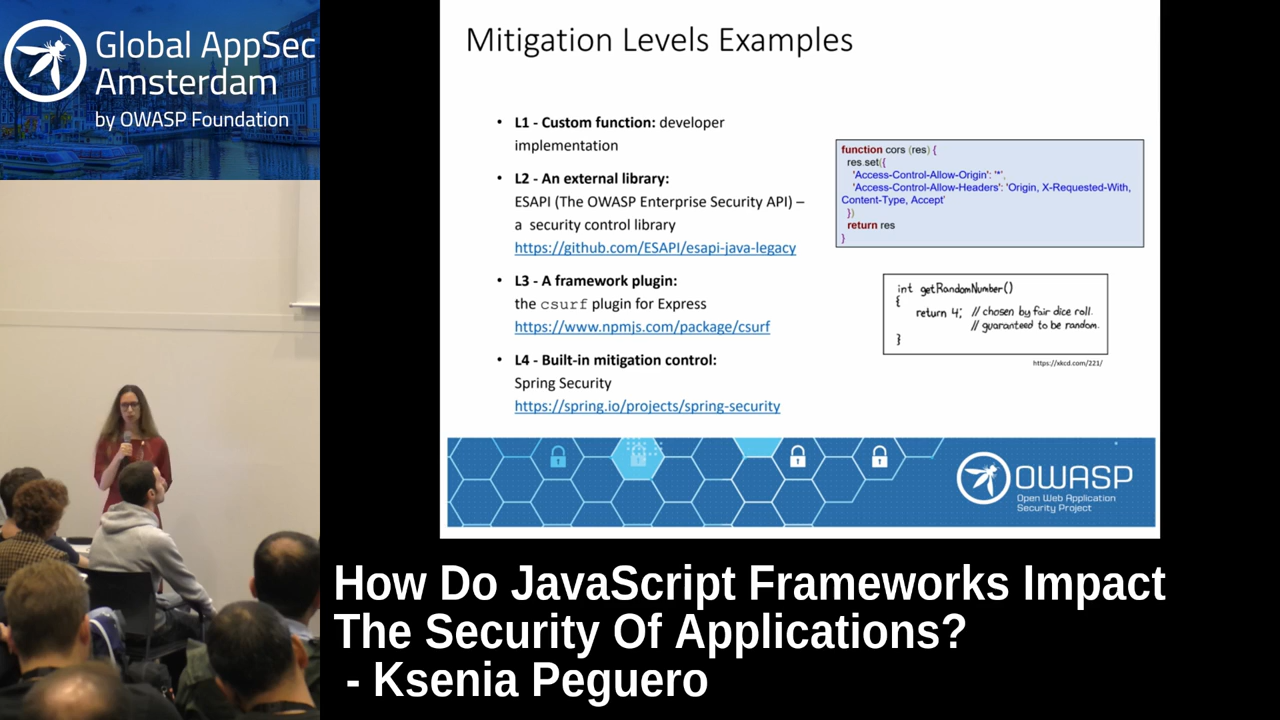 Global AppSec
Amsterdam
by OWASP Foundation
Mitigation Levels Examples
• L1 - Custom function: developer
implementation
• L2 - An external library:
ESAPI (The OWASP Enterprise Security API) –
a security control library
https://github.com/ESAPI/esapi-java-legacy
• L3 - A framework plugin:
the csurf plugin for Express
https://www.npmjs.com/package/csurf
• L4 - Built-in mitigation control:
Spring Security
https://spring.io/projects/spring-security
function cors (res) {
res.set({
'Access-Control-Allow-Origin': '*',
'Access-Control-Allow-Headers': 'Origin, X-Requested-With,
Content-Type, Accept'
})
return res
}
int getRandomNumber()
{
return 4; // chosen by fair dice roll.
// guaranteed to be random.
}
https://xkcd.com/221/
OWASP
Open Web Application
Security Project
How Do JavaScript Frameworks Impact
The Security Of Applications?
- Ksenia Peguero